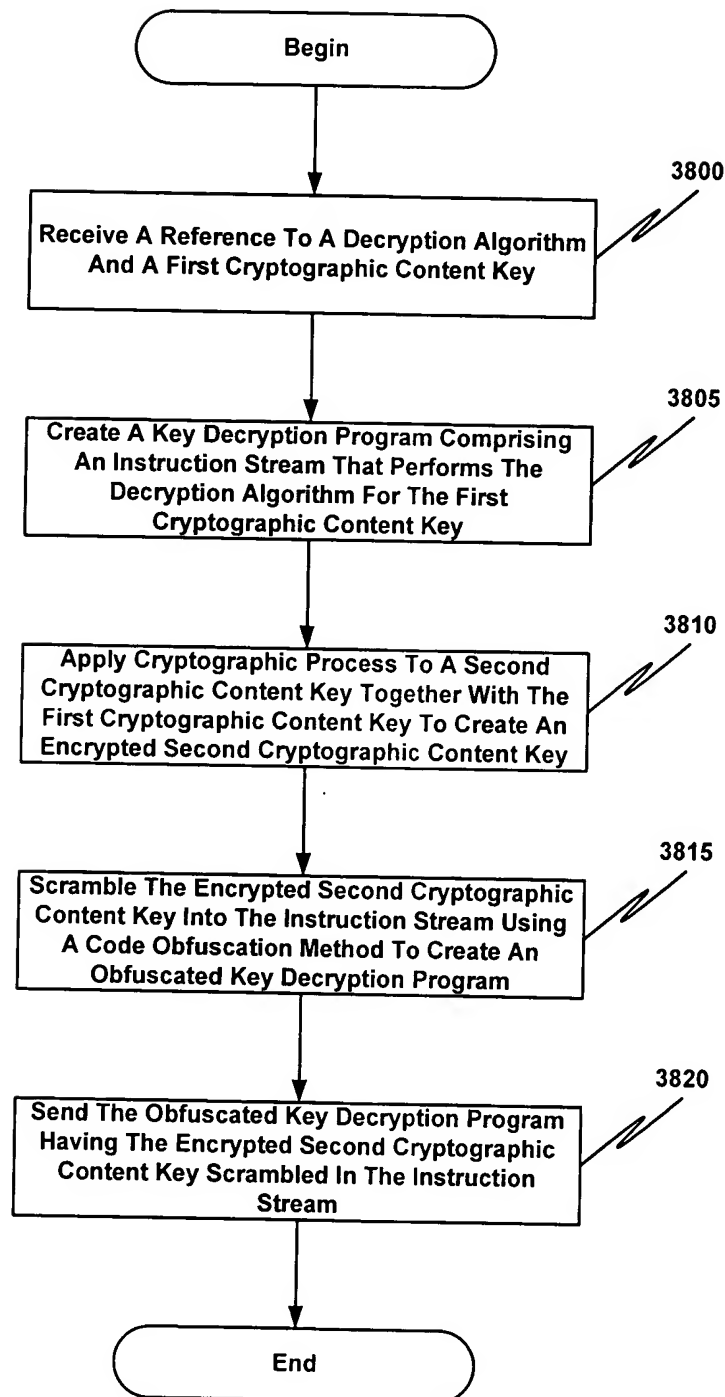 Begin
3800
Receive A Reference To A Decryption Algorithm
And A First Cryptographic Content Key
3805
Create A Key Decryption Program Comprising
An Instruction Stream That Performs The
Decryption Algorithm For The First
Cryptographic Content Key
3810
Apply Cryptographic Process To A Second
Cryptographic Content Key Together With The
First Cryptographic Content Key To Create An
Encrypted Second Cryptographic Content Key
3815
Scramble The Encrypted Second Cryptographic
Content Key Into The Instruction Stream Using
A Code Obfuscation Method To Create An
Obfuscated Key Decryption Program
3820
Send The Obfuscated Key Decryption Program
Having The Encrypted Second Cryptographic
Content Key Scrambled In The Instruction
Stream
End